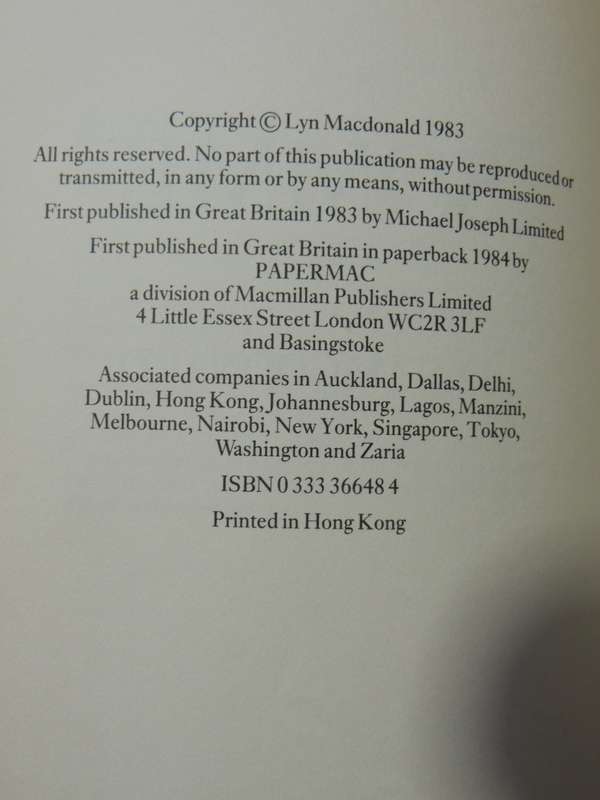 Copyright © Lyn Macdonald 1983
All rights reserved. No part of this publication may be reproduced or
transmitted, in any form or by any means, without permission.
First published in Great Britain 1983 by Michael Joseph Limited
First published in Great Britain in paperback 1984 by
PAPERMAC
a division of Macmillan Publishers Limited
4 Little Essex Street London WC2R 3LF
and Basingstoke
Associated companies in Auckland, Dallas, Delhi,
Dublin, Hong Kong, Johannesburg, Lagos, Manzini,
Melbourne, Nairobi, New York, Singapore, Tokyo,
Washington and Zaria
ISBN 0 333 36648 4
Printed in Hong Kong